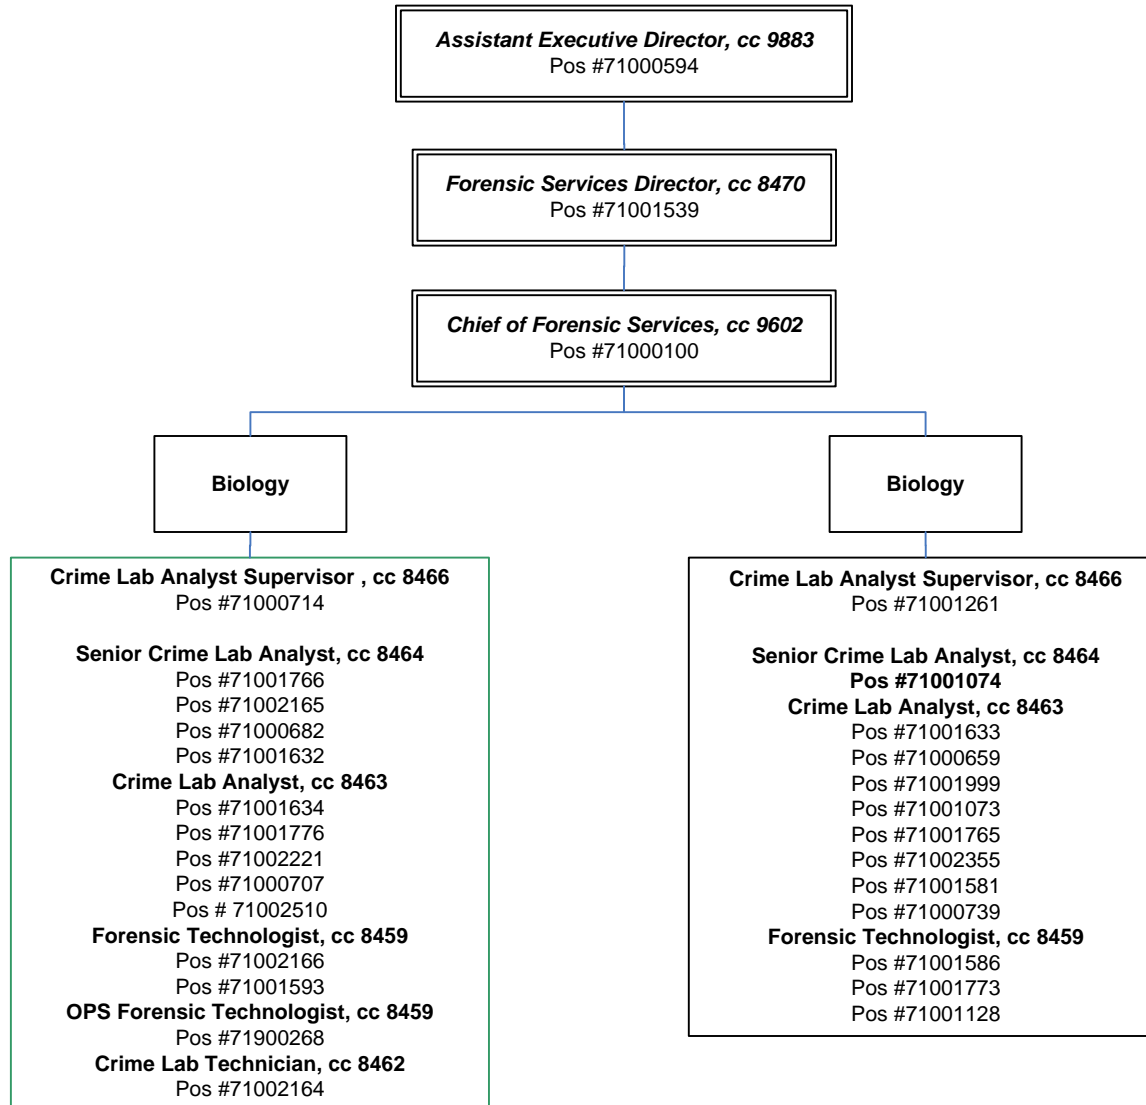 Assistant Executive Director, cc 9883
Pos #71000594
Forensic Services Director, cc 8470
Pos #71001539
Chief of Forensic Services, cc 9602
Pos #71000100
Biology
Crime Lab Analyst Supervisor , cc 8466
Pos #71000714
Senior Crime Lab Analyst, cc 8464
Pos #71001766
Pos #71002165
Pos #71000682
Pos #71001632
Crime Lab Analyst, cc 8463
Pos #71001634
Pos #71001776
Pos #71002221
Pos #71000707
Pos # 71002510
Forensic Technologist, cc 8459
Pos #71002166
Pos #71001593
OPS Forensic Technologist, cc 8459
Pos #71900268
Crime Lab Technician, cc 8462
Pos #71002164
Biology
Crime Lab Analyst Supervisor, cc 8466
Pos #71001261
Senior Crime Lab Analyst, cc 8464
Pos #71001074
Crime Lab Analyst, cc 8463
Pos #71001633
Pos #71000659
Pos #71001999
Pos #71001073
Pos #71001765
Pos #71002355
Pos #71001581
Pos #71000739
Forensic Technologist, cc 8459
Pos #71001586
Pos #71001773
Pos #71001128